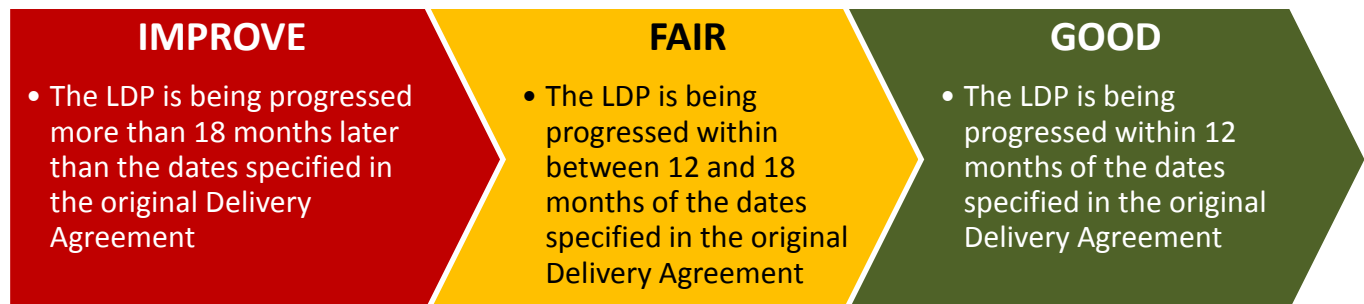 IMPROVE
• The LDP is being progressed
more than 18 months later
than the dates specified in
the original Delivery
Agreement
FAIR
• The LDP is being
progressed within
between 12 and 18
months of the dates
specified in the original
Delivery Agreement
GOOD
• The LDP is being
progressed within 12
months of the dates
specified in the original
Delivery Agreement